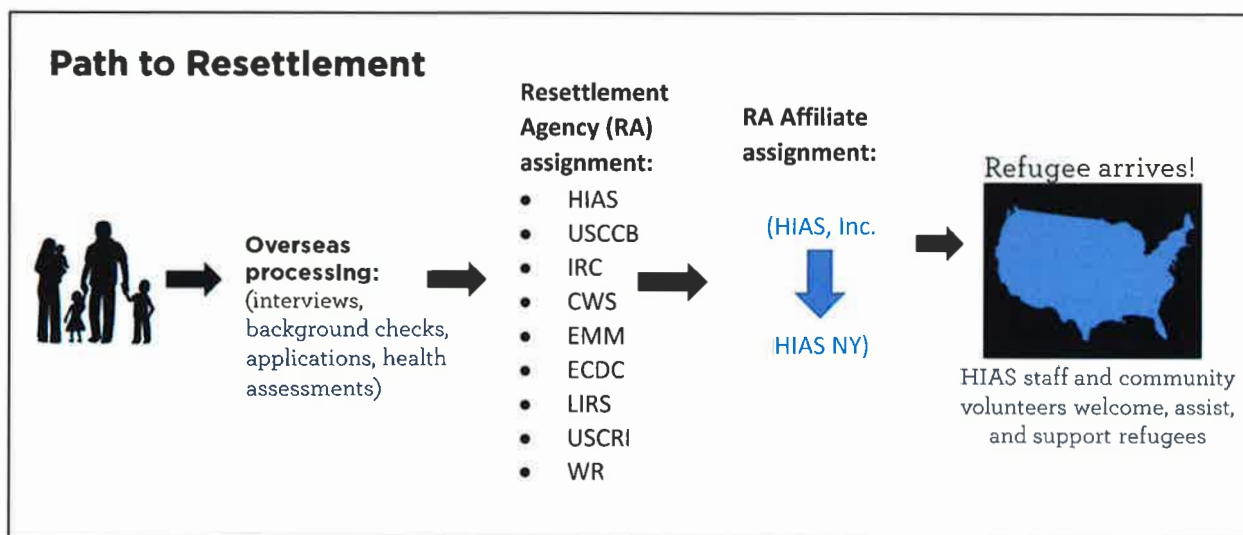 Path to Resettlement
Overseas
processing:
(interviews,
background checks,
applications, health
assessments)
Resettlement
Agency (RA)
assignment:
• HIAS
• USCCB
• IRC
• CWS
• EMM
• ECDC
• LIRS
• USCRI
• WR
RA Affiliate
assignment:
(HIAS, Inc.
HIAS NY)
Refugee arrives!
HIAS staff and community
volunteers welcome, assist,
and support refugees